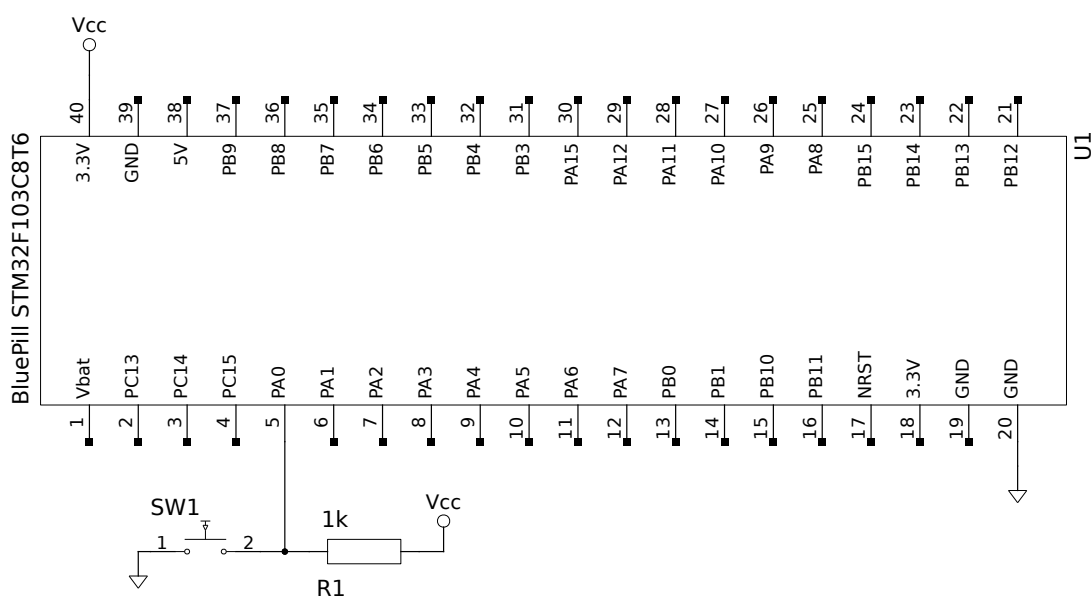 Vcc
40 39 38 37 36 35 34 33 32 31 30 29 28 27 26 25 24 23 22 21
3.3V GND 5V PB9 PB8 PB7 PB6 PB5 PB4 PB3 PA15 PA12 PA11 PA10 PA9 PA8 PB15 PB14 PB13 PB12
U1
BluePill STM32F103C8T6
Vbat PC13 PC14 PC15 PA0 PA1 PA2 PA3 PA4 PA5 PA6 PA7 PB0 PB1 PB10 PB11 NRST 3.3V GND GND
1 2 3 4 5 6 7 8 9 10 11 12 13 14 15 16 17 18 19 20
Vcc
SW1
1k
1 2
R1